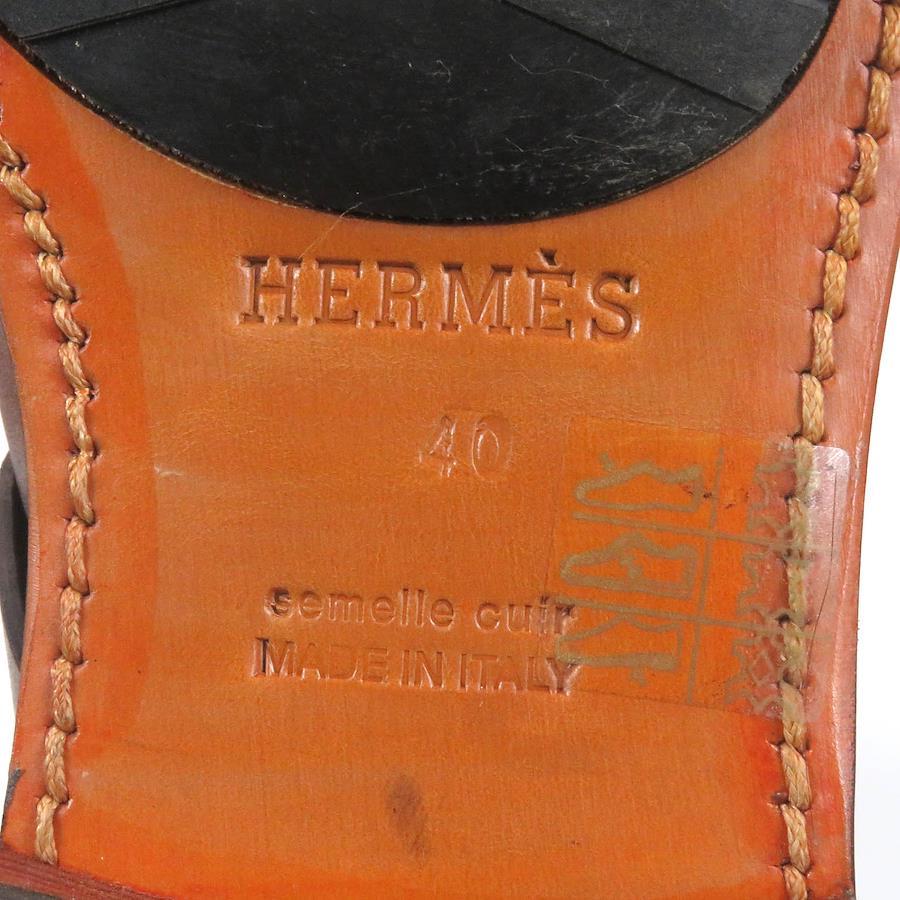 HERMÈS
40
semelle cuir
MADE IN ITALY